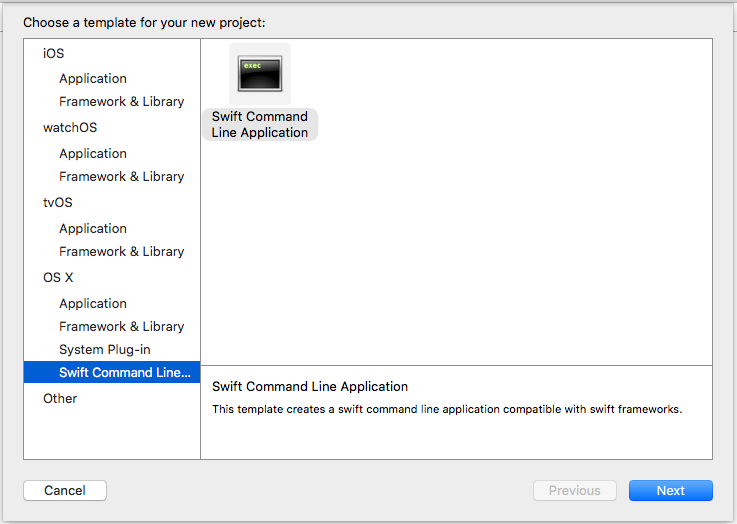 Choose a template for your new project:
iOS
Application
Framework & Library
watchOS
Application
Framework & Library
tvOS
Application
Framework & Library
OS X
Application
Framework & Library
System Plug-in
Swift Command Line...
Other
exec
Swift Command
Line Application
Swift Command Line Application
This template creates a swift command line application compatible with swift frameworks.
Cancel
Previous
Next